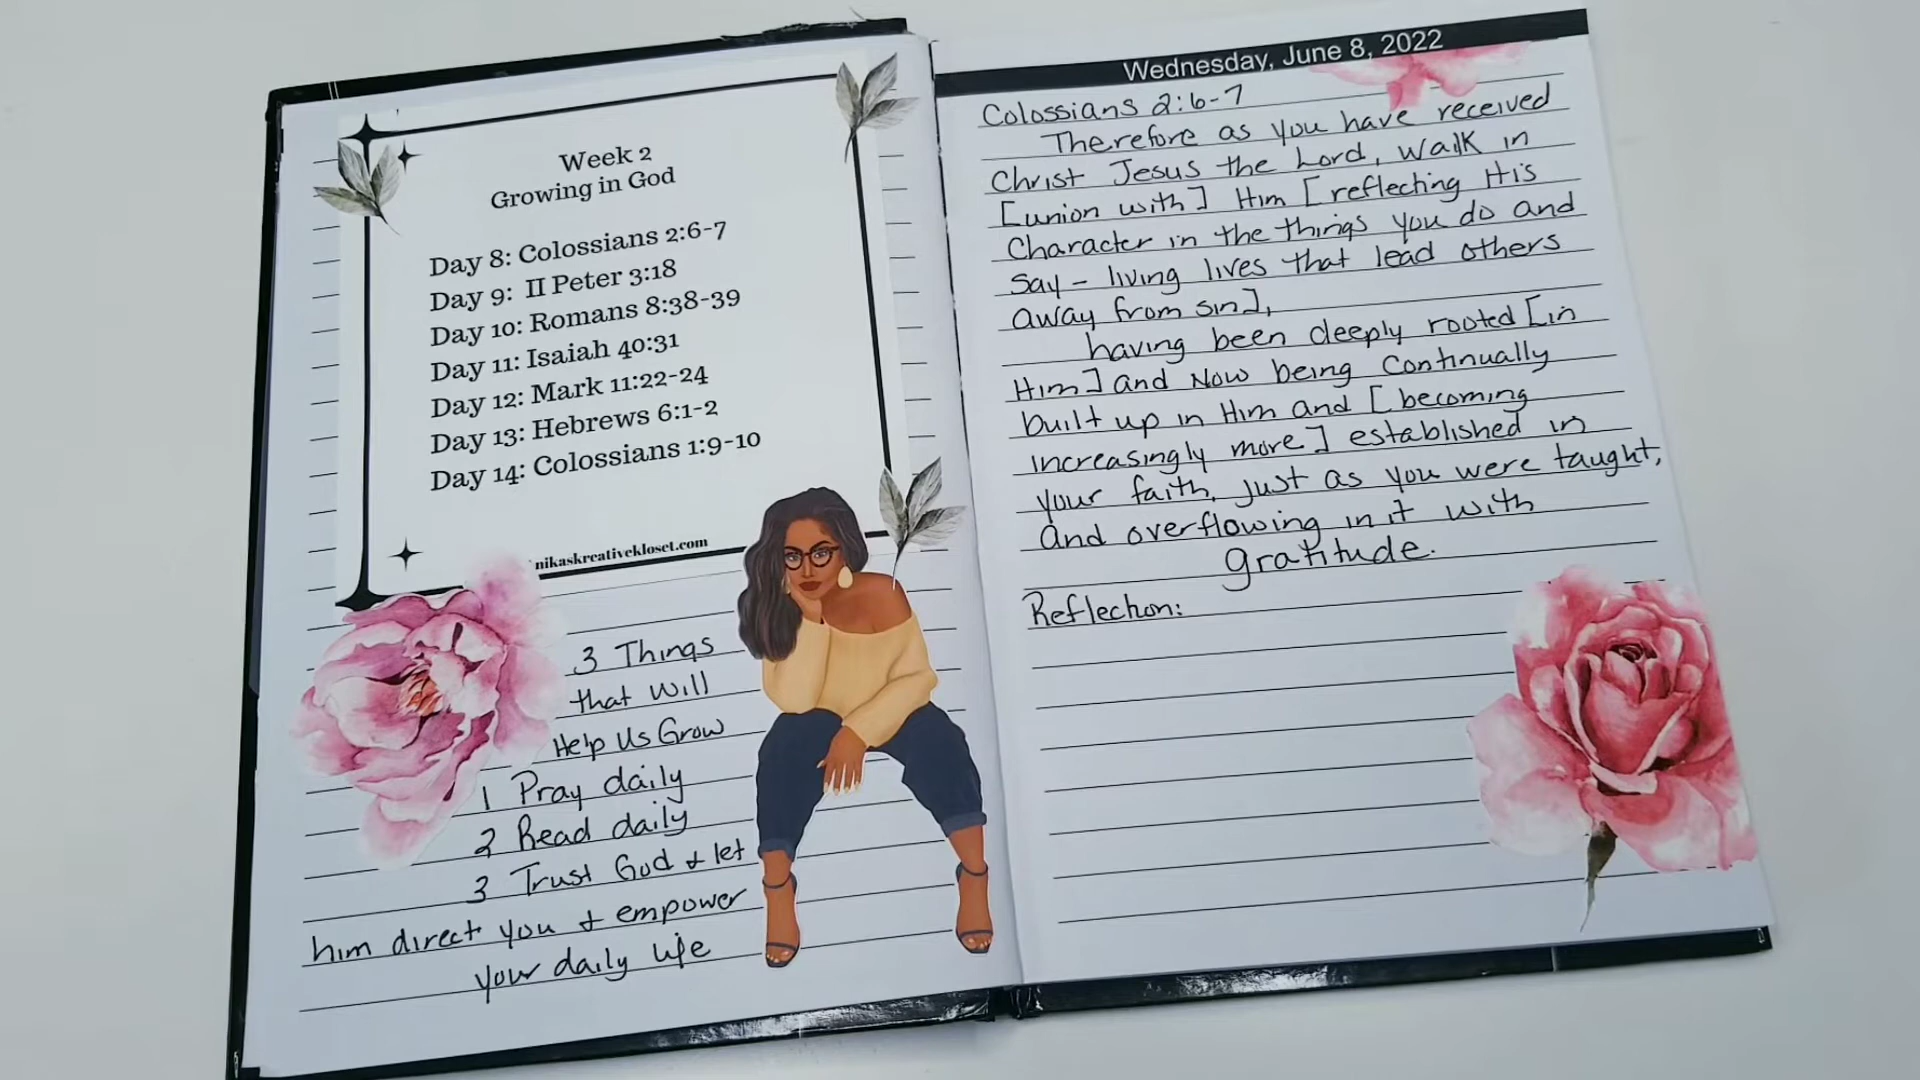 Week 2
Growing in God
Day 8: Colossians 2:6-7
Day 9: II Peter 3:18
Day 10: Romans 8:38-39
Day 11: Isaiah 40:31
Day 12: Mark 11:22-24
Day 13: Hebrews 6:1-2
Day 14: Colossians 1:9-10
nikaskreativekloset.com
3 Things
that will
Help Us Grow
1 Pray daily
2 Read daily
3 Trust God & let
him direct you & empower
your daily life
Wednesday, June 8, 2022
Colossians 2:6-7
Therefore as you have received
Christ Jesus the Lord, walk in
[union with] Him [reflecting His
Character in the things you do and
say - living lives that lead others
away from sin],
having been deeply rooted [in
Him] and now being continually
built up in Him and [becoming
increasingly more] established in
your faith, just as you were taught,
and overflowing in it with
gratitude.
Reflection: